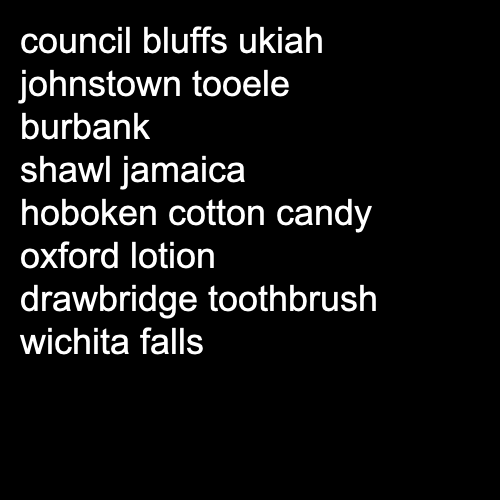 council bluffs ukiah
johnstown tooele
burbank
shawl jamaica
hoboken cotton candy
oxford lotion
drawbridge toothbrush
wichita falls